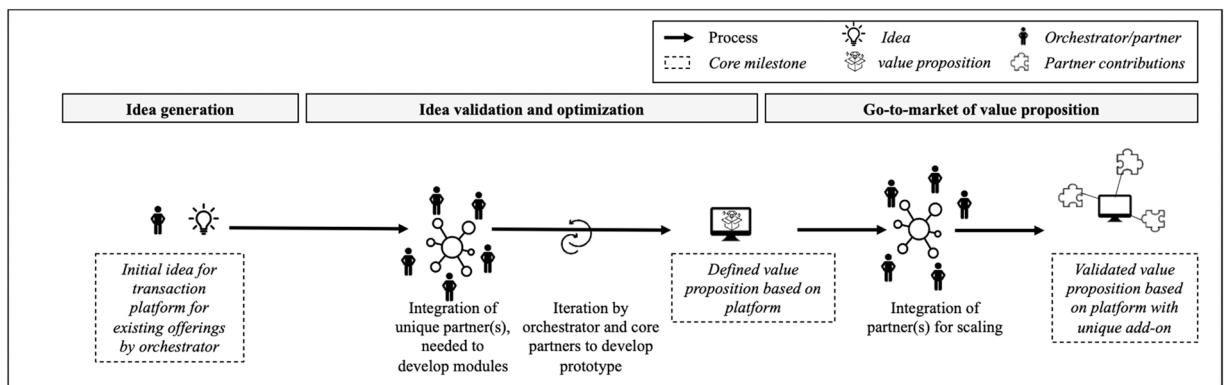 Process
Idea
Orchestrator/partner
Core milestone
value proposition
Partner contributions
Idea generation
Idea validation and optimization
Go-to-market of value proposition
Initial idea for
transaction
platform for
existing offerings
by orchestrator
Integration of
unique partner(s),
needed to
develop modules
Iteration by
orchestrator and core
partners to develop
prototype
Defined value
proposition based on
platform
Integration of
partner(s) for scaling
Validated value
proposition based
on platform with
unique add-on